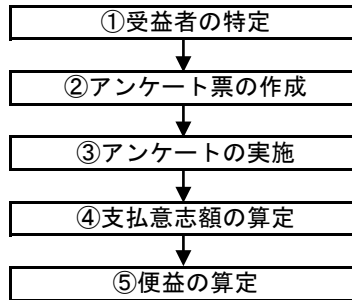 ①受益者の特定
②アンケート票の作成
③アンケートの実施
④支払意志額の算定
⑤便益の算定